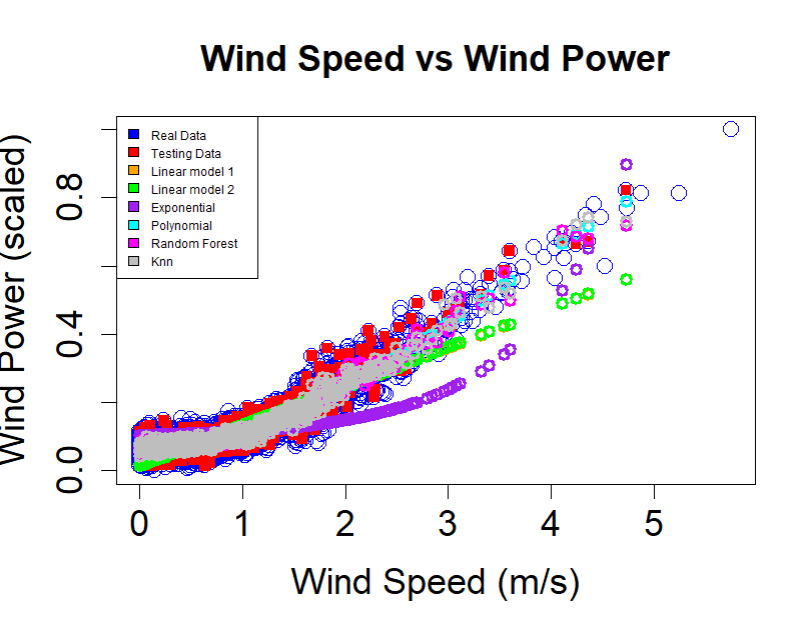 Wind Speed vs Wind Power
Real Data
Testing Data
Linear model 1
Linear model 2
Exponential
Polynomial
Random Forest
Knn
Wind Power (scaled)
0.8
0.4
0.0
0 1 2 3 4 5
Wind Speed (m/s)